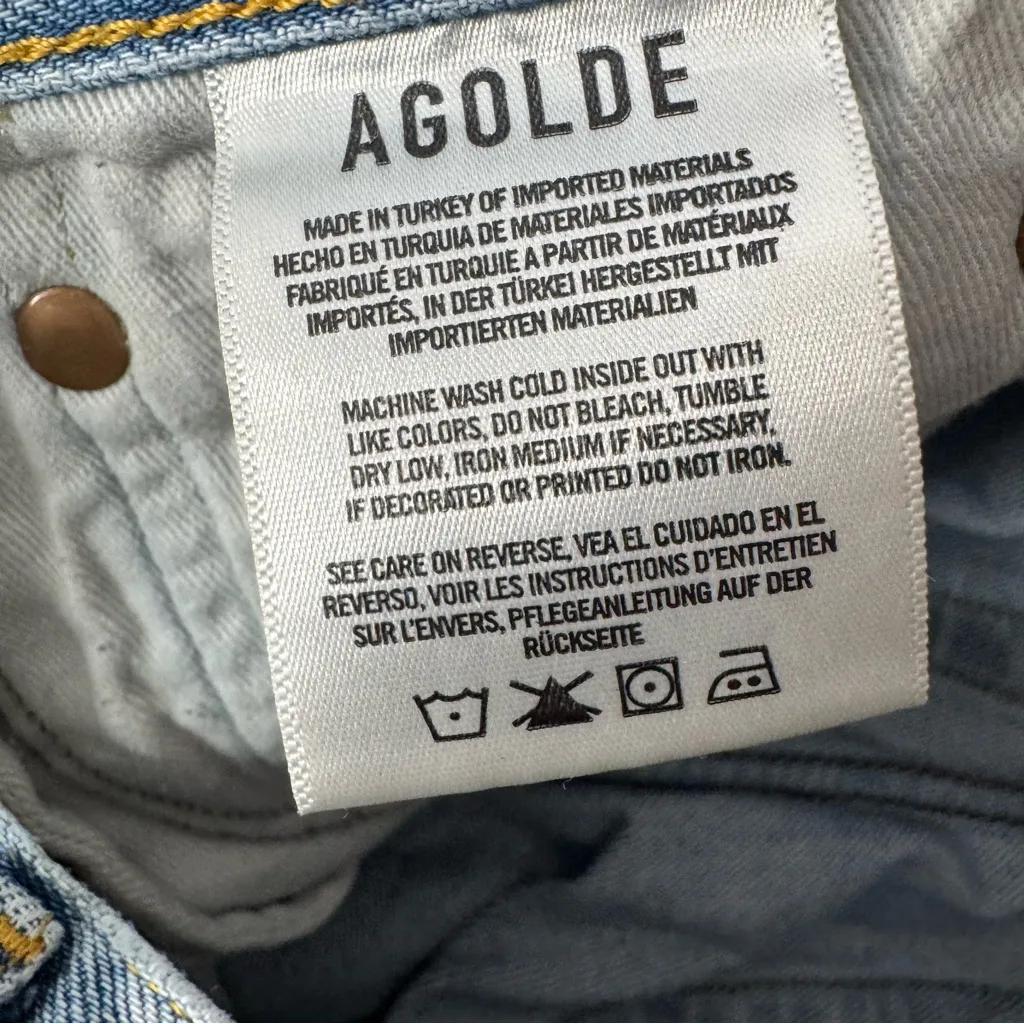 AGOLDE
MADE IN TURKEY OF IMPORTED MATERIALS
HECHO EN TURQUIA DE MATERIALES IMPORTADOS
FABRIQUÉ EN TURQUIE A PARTIR DE MATÉRIAUX
IMPORTÉS, IN DER TÜRKEI HERGESTELLT MIT
IMPORTIERTEN MATERIALIEN
MACHINE WASH COLD INSIDE OUT WITH
LIKE COLORS, DO NOT BLEACH, TUMBLE
DRY LOW, IRON MEDIUM IF NECESSARY.
IF DECORATED OR PRINTED DO NOT IRON.
SEE CARE ON REVERSE, VEA EL CUIDADO EN EL
REVERSO, VOIR LES INSTRUCTIONS D'ENTRETIEN
SUR L'ENVERS, PFLEGEANLEITUNG AUF DER
RÜCKSEITE